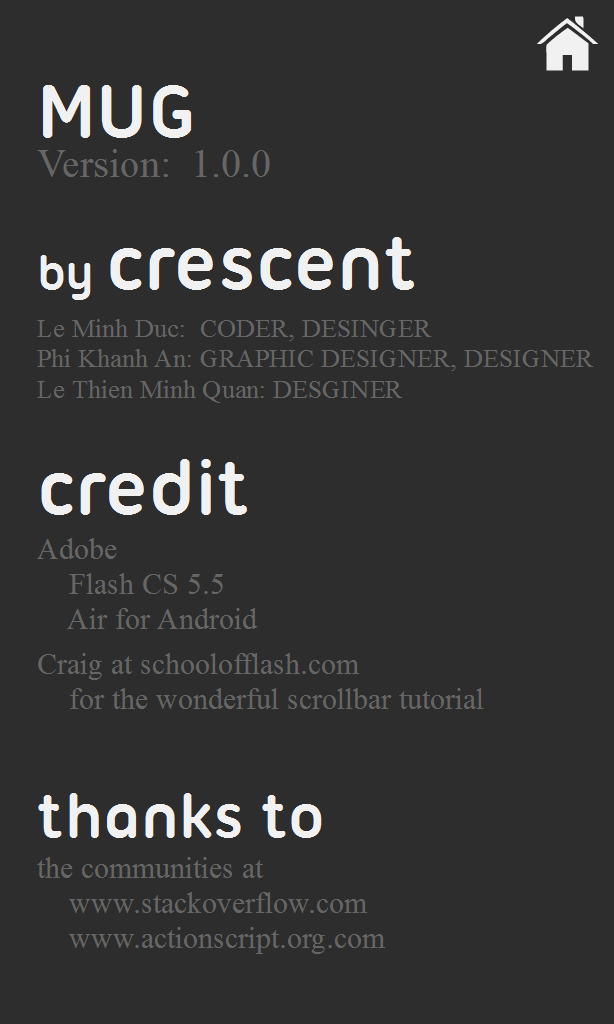 MUG
Version: 1.0.0
by crescent
Le Minh Duc: CODER, DESINGER
Phi Khanh An: GRAPHIC DESIGNER, DESIGNER
Le Thien Minh Quan: DESGINER
credit
Adobe
Flash CS 5.5
Air for Android
Craig at schoolofflash.com
for the wonderful scrollbar tutorial
thanks to
the communities at
www.stackoverflow.com
www.actionscript.org.com